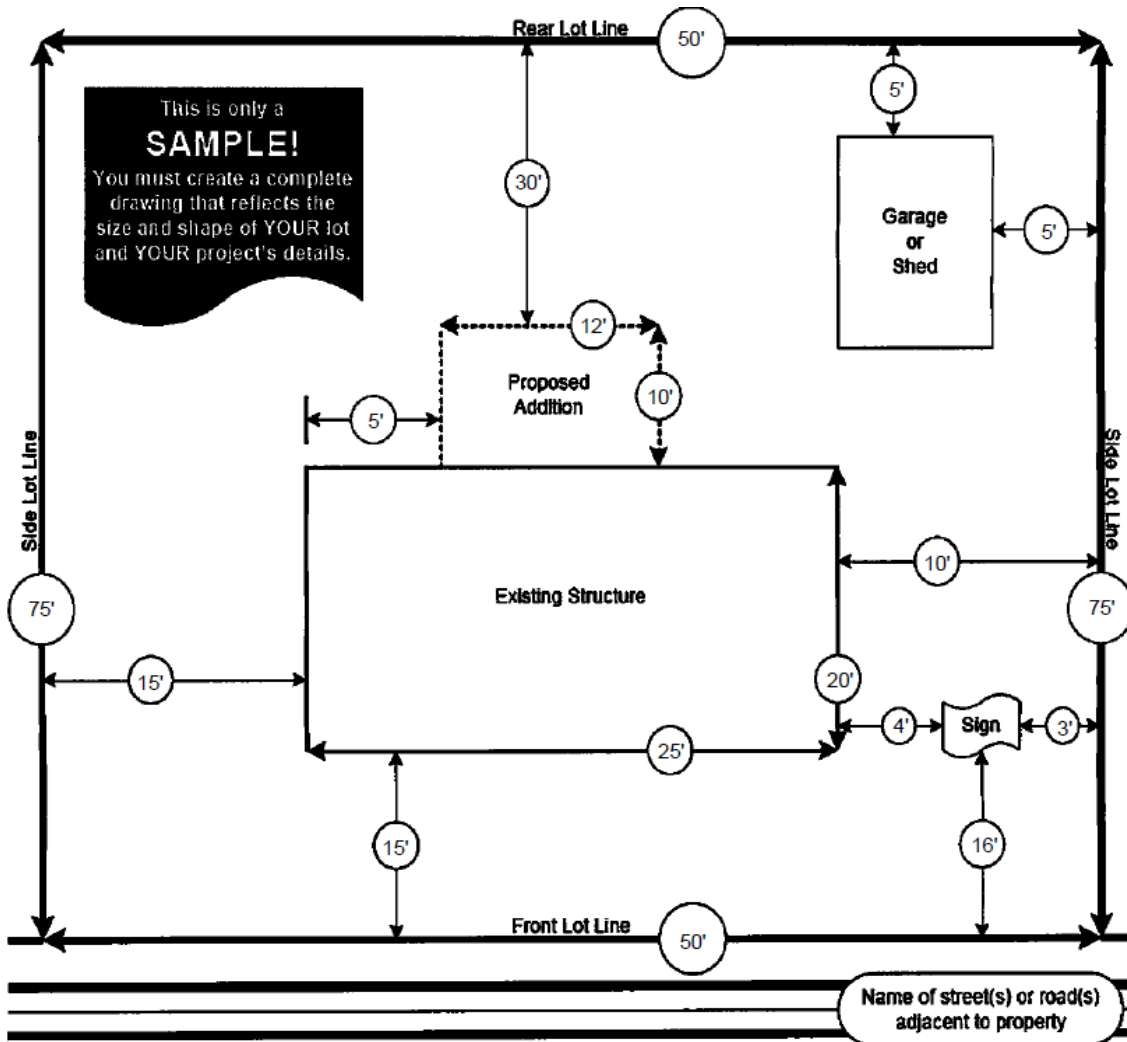 Rear Lot Line
50'
This is only a
SAMPLE!
You must create a complete
drawing that reflects the
size and shape of YOUR lot
and YOUR project's details.
5'
30'
Garage
or
Shed
5'
12'
Proposed
Addition
10'
5'
Side Lot Line
Side Lot Line
10'
Existing Structure
75'
75'
15'
20'
4'
Sign
3'
25'
15'
16'
Front Lot Line
50'
Name of street(s) or road(s)
adjacent to property